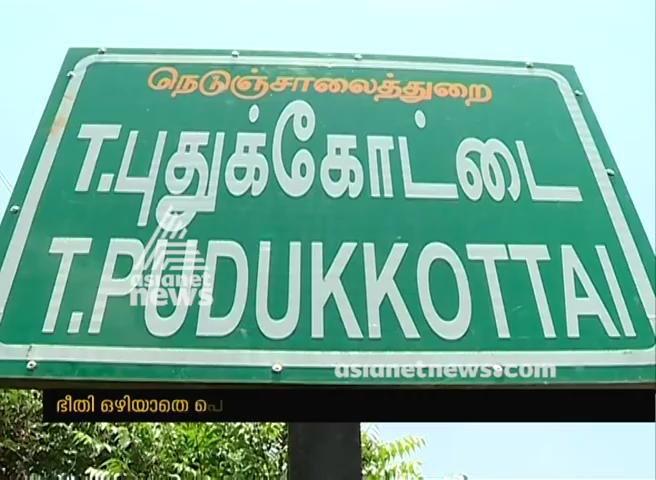 நெடுஞ்சாலைத்துறை
T.புதுக்கோட்டை
T.PUDUKKOTTAI
asianet
news
asianetnews.com
ഭീതി ഒഴിയാതെ